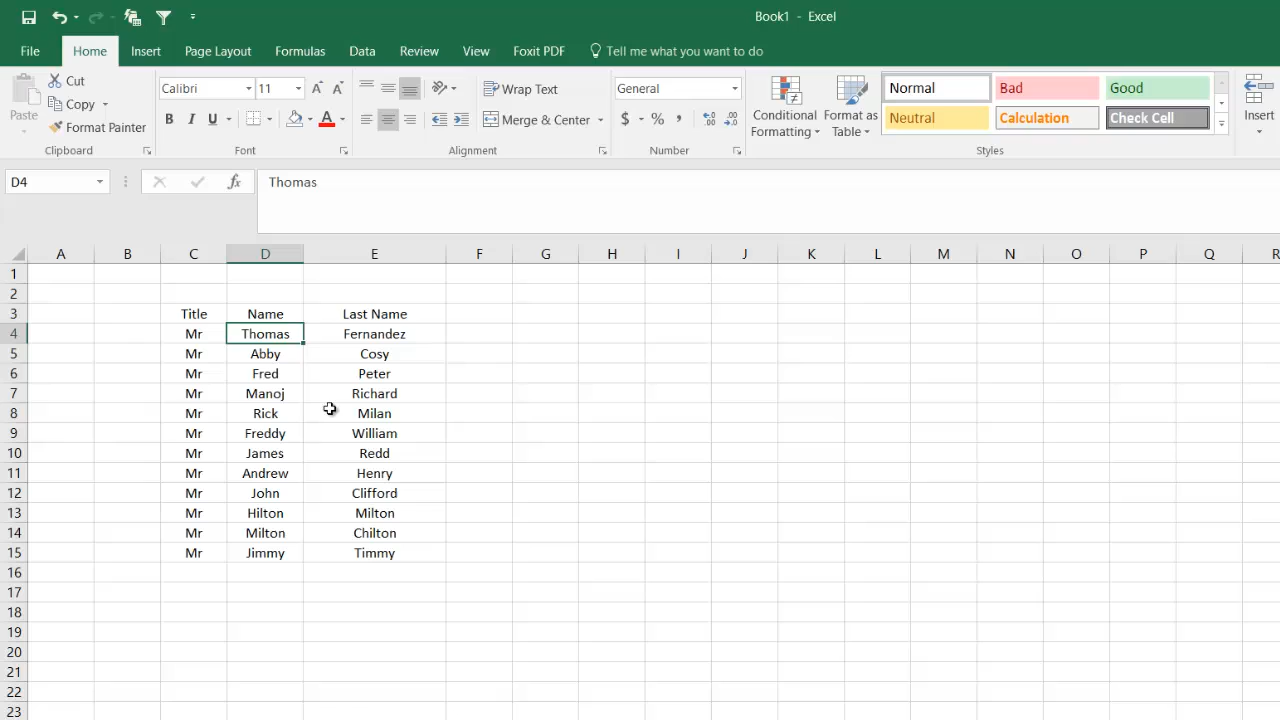 Book1 - Excel
File Home Insert Page Layout Formulas Data Review View Foxit PDF Tell me what you want to do
Paste
Cut
Copy
Format Painter
Clipboard
Calibri 11
B I U A
Font
Wrap Text
Merge & Center
Alignment
General
$ % ,
Number
Conditional Formatting
Format as Table
Normal Bad Good
Neutral Calculation Check Cell
Styles
Insert
D4 fx Thomas
A B C D E F G H I J K L M N O P Q R
1
2
3 Title Name Last Name
4 Mr Thomas Fernandez
5 Mr Abby Cosy
6 Mr Fred Peter
7 Mr Manoj Richard
8 Mr Rick Milan
9 Mr Freddy William
10 Mr James Redd
11 Mr Andrew Henry
12 Mr John Clifford
13 Mr Hilton Milton
14 Mr Milton Chilton
15 Mr Jimmy Timmy
16
17
18
19
20
21
22
23